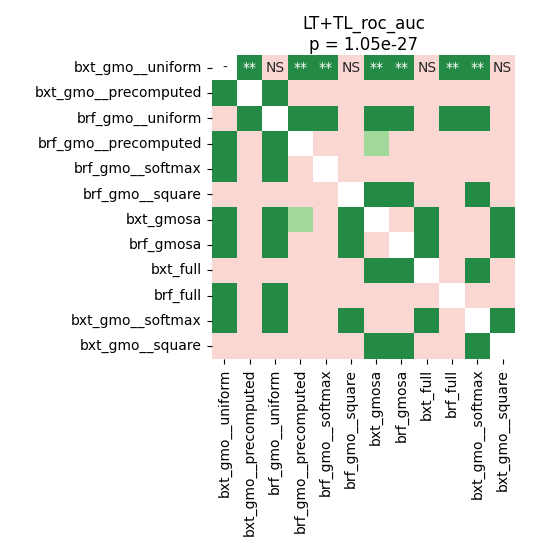 LT+TL_roc_auc
p = 1.05e-27
bxt_gmo__uniform
- ** NS ** ** NS ** ** NS ** ** NS
bxt_gmo__precomputed
brf_gmo__uniform
brf_gmo__precomputed
brf_gmo__softmax
brf_gmo__square
bxt_gmosa
brf_gmosa
bxt_full
brf_full
bxt_gmo__softmax
bxt_gmo__square
bxt_gmo__uniform
bxt_gmo__precomputed
brf_gmo__uniform
brf_gmo__precomputed
brf_gmo__softmax
brf_gmo__square
bxt_gmosa
brf_gmosa
bxt_full
brf_full
bxt_gmo__softmax
bxt_gmo__square